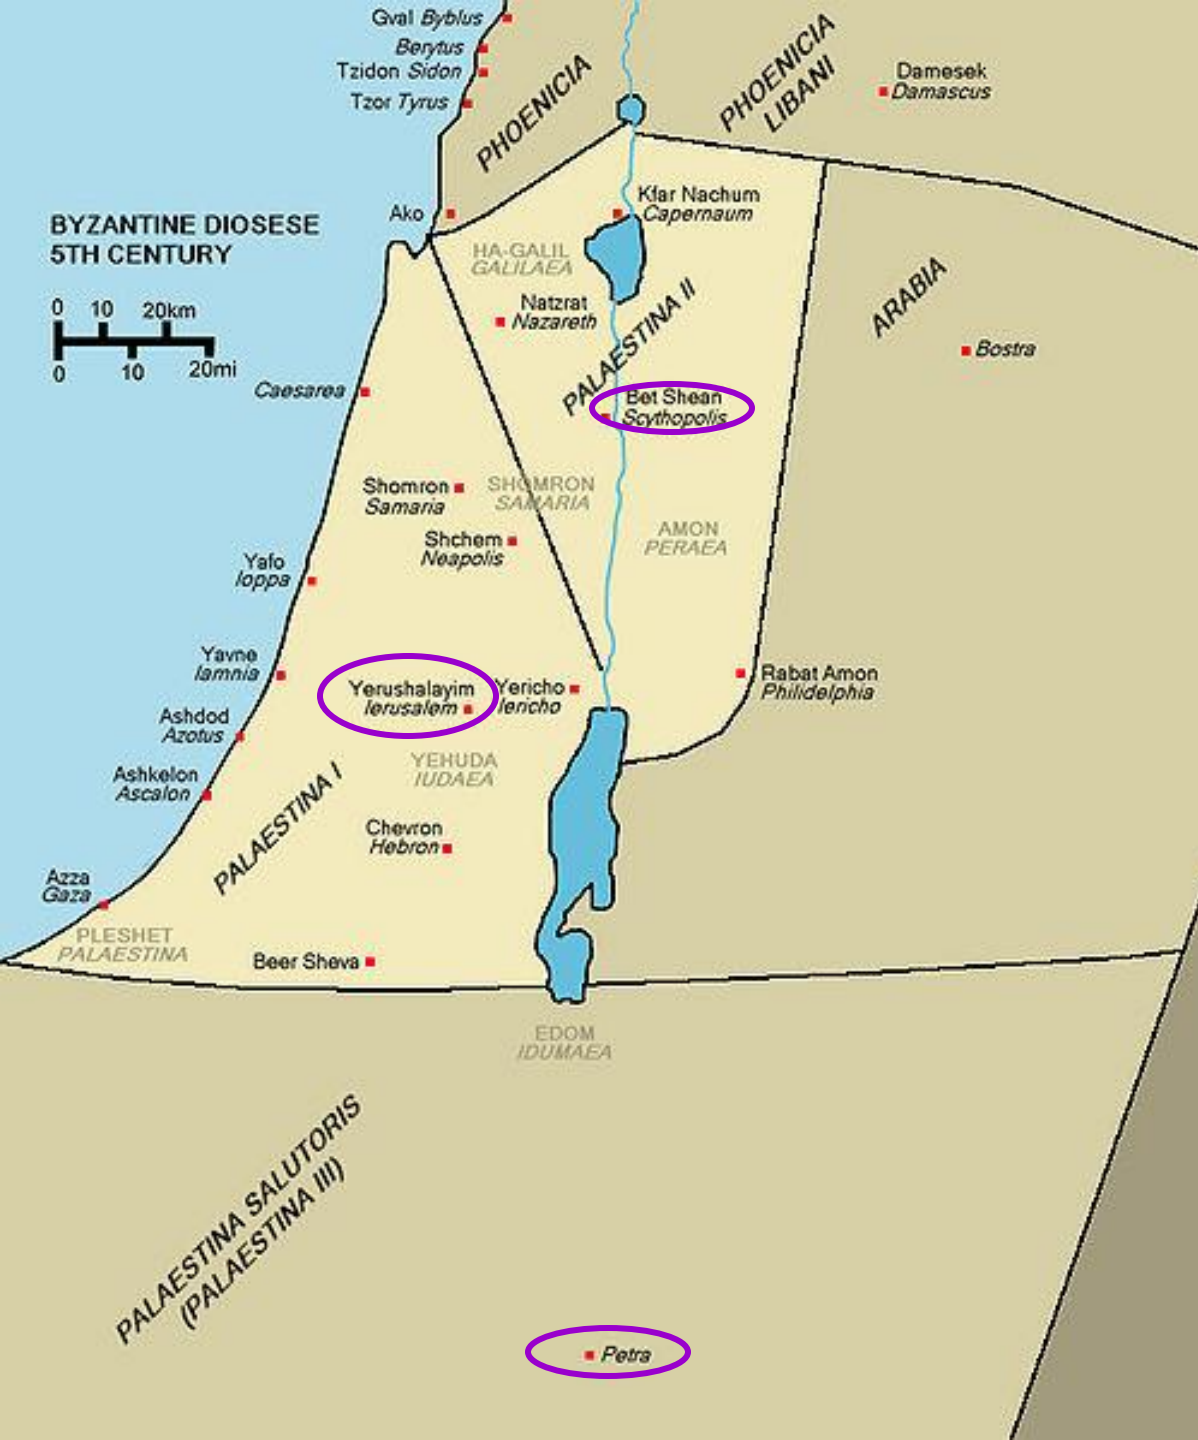 Gval Byblus
Berytus
Tzidon Sidon
Tzor Tyrus
PHOENICIA
PHOENICIA
LIBANI
Damesek
Damascus
Ako
Kfar Nachum
Capernaum
BYZANTINE DIOSESE
5TH CENTURY
0 10 20km
0 10 20mi
HA-GALIL
GALILAEA
Natzrat
Nazareth
PALAESTINA II
ARABIA
Bostra
Caesarea
Bet Shean
Scythopolis
Shomron
Samaria
SHOMRON
SAMARIA
Shchem
Neapolis
AMON
PERAEA
Yafo
Ioppa
Yavne
Iamnia
Yerushalayim
Ierusalem
Yericho
Iericho
Rabat Amon
Philidelphia
Ashdod
Azotus
YEHUDA
IUDAEA
Ashkelon
Ascalon
PALAESTINA I
Chevron
Hebron
Azza
Gaza
PLESHET
PALAESTINA
Beer Sheva
EDOM
IDUMAEA
PALAESTINA SALUTORIS
(PALAESTINA III)
Petra